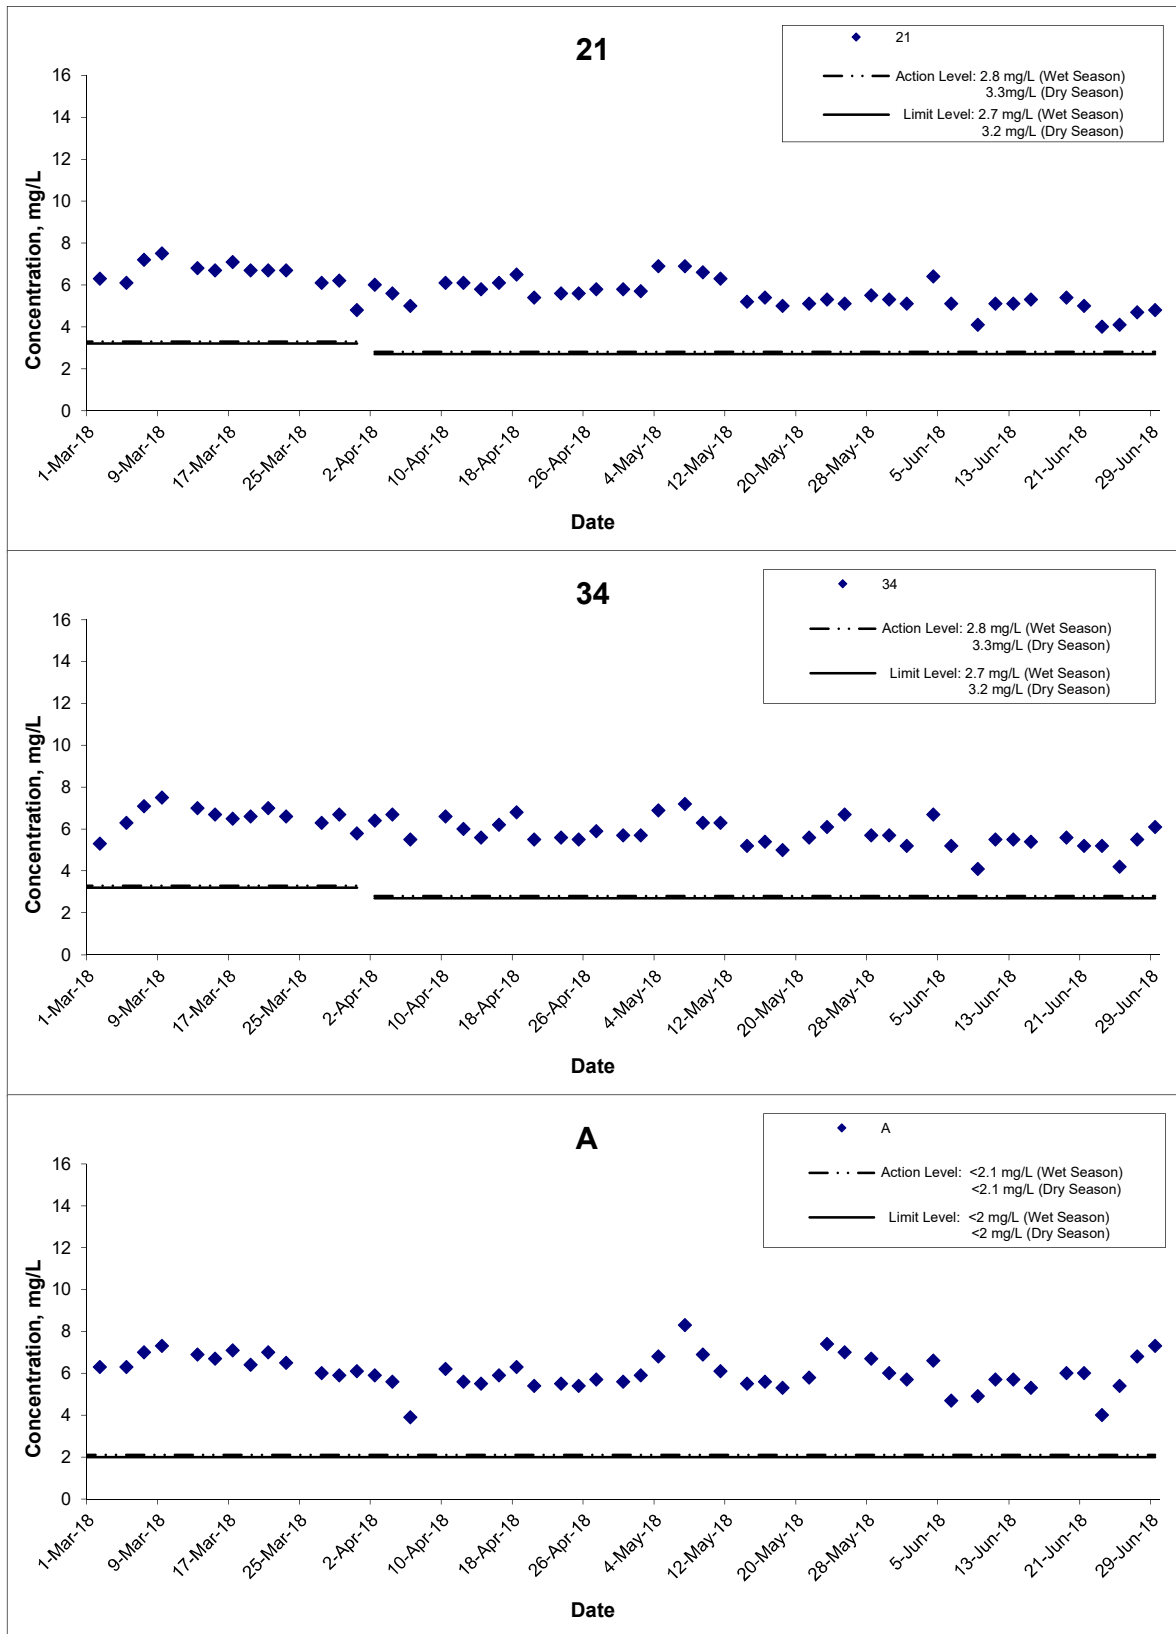 21
21
Action Level: 2.8 mg/L (Wet Season)
3.3mg/L (Dry Season)
Limit Level: 2.7 mg/L (Wet Season)
3.2 mg/L (Dry Season)
Concentration, mg/L
16
14
12
10
8
6
4
2
0
1-Mar-18
9-Mar-18
17-Mar-18
25-Mar-18
2-Apr-18
10-Apr-18
18-Apr-18
26-Apr-18
4-May-18
12-May-18
20-May-18
28-May-18
5-Jun-18
13-Jun-18
21-Jun-18
29-Jun-18
Date
34
34
Action Level: 2.8 mg/L (Wet Season)
3.3mg/L (Dry Season)
Limit Level: 2.7 mg/L (Wet Season)
3.2 mg/L (Dry Season)
Concentration, mg/L
16
14
12
10
8
6
4
2
0
1-Mar-18
9-Mar-18
17-Mar-18
25-Mar-18
2-Apr-18
10-Apr-18
18-Apr-18
26-Apr-18
4-May-18
12-May-18
20-May-18
28-May-18
5-Jun-18
13-Jun-18
21-Jun-18
29-Jun-18
Date
A
A
Action Level: <2.1 mg/L (Wet Season)
<2.1 mg/L (Dry Season)
Limit Level: <2 mg/L (Wet Season)
<2 mg/L (Dry Season)
Concentration, mg/L
16
14
12
10
8
6
4
2
0
1-Mar-18
9-Mar-18
17-Mar-18
25-Mar-18
2-Apr-18
10-Apr-18
18-Apr-18
26-Apr-18
4-May-18
12-May-18
20-May-18
28-May-18
5-Jun-18
13-Jun-18
21-Jun-18
29-Jun-18
Date